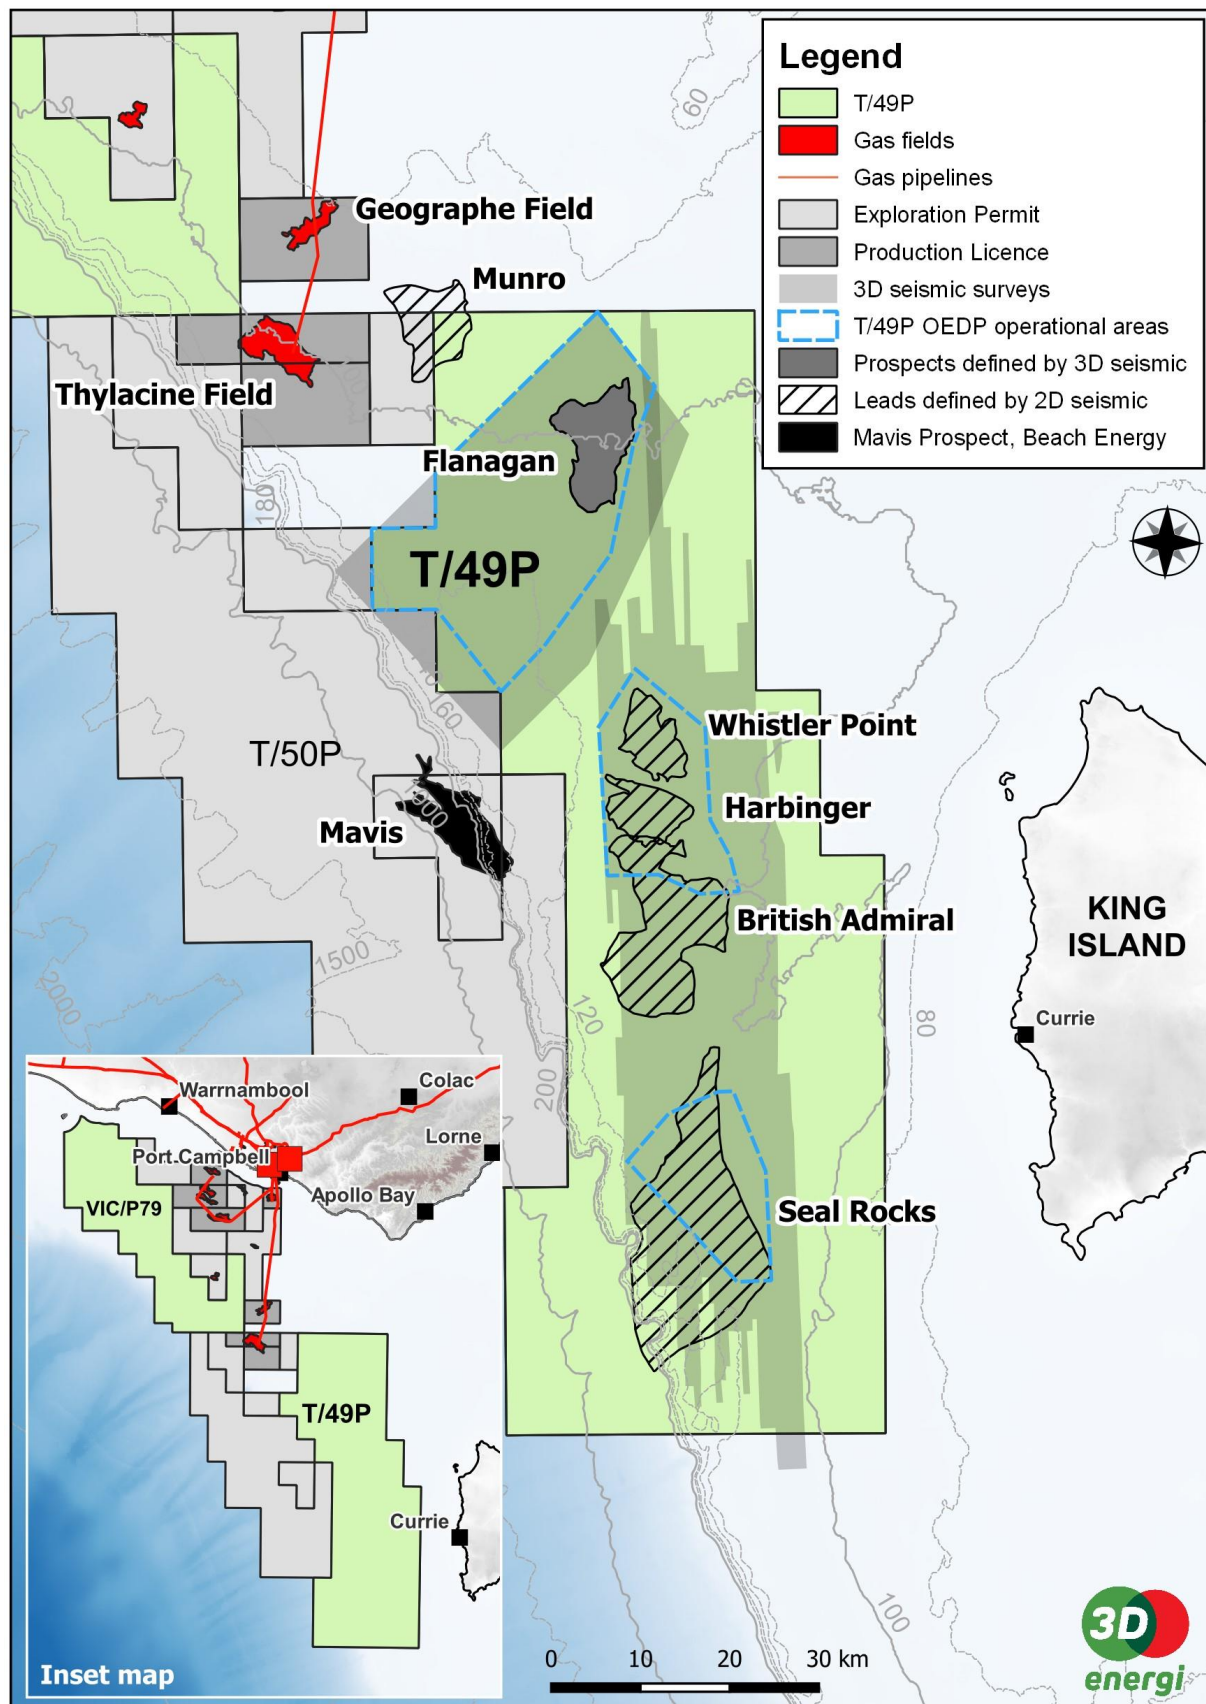 Legend
T/49P
Gas fields
Gas pipelines
Exploration Permit
Production Licence
3D seismic surveys
T/49P OEDP operational areas
Prospects defined by 3D seismic
Leads defined by 2D seismic
Mavis Prospect, Beach Energy
60
Geographe Field
Munro
Thylacine Field
Flanagan
180
T/49P
160
Whistler Point
T/50P
Harbinger
900
Mavis
British Admiral
KING
ISLAND
1500
2000
120
80
Currie
200
Seal Rocks
100
Warrnambool
Colac
Lorne
Port Campbell
Apollo Bay
VIC/P79
T/49P
Currie
Inset map
0 10 20 30 km
3D
energi